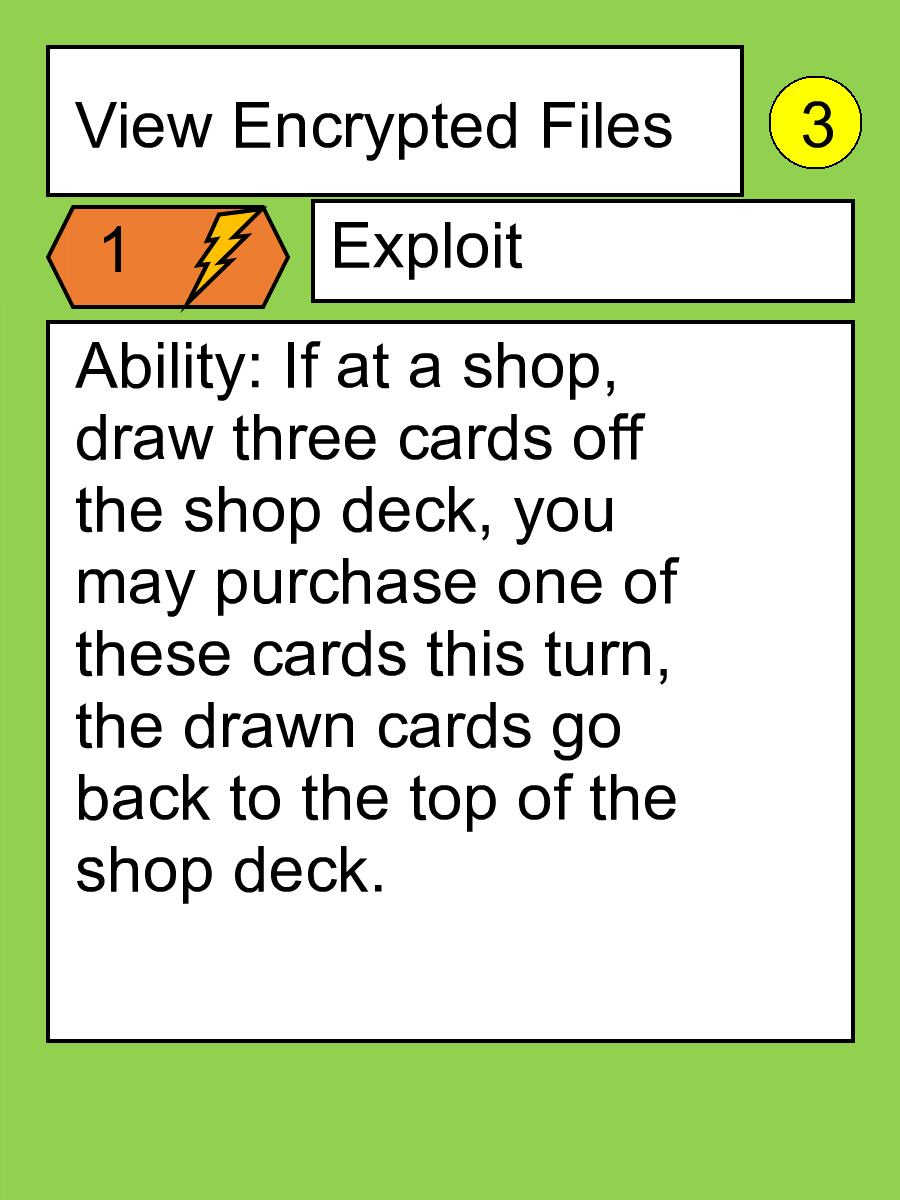 View Encrypted Files
3
1
Exploit
Ability: If at a shop,
draw three cards off
the shop deck, you
may purchase one of
these cards this turn,
the drawn cards go
back to the top of the
shop deck.